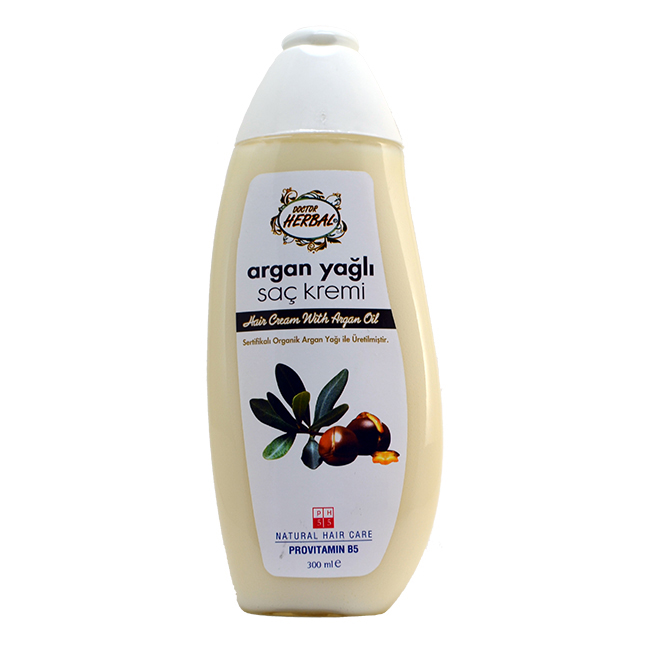 DOCTOR
HERBAL
argan yağlı
saç kremi
Hair Cream With Argan Oil
Sertifikalı Organik Argan Yağı ile Üretilmiştir.
P H
5 5
NATURAL HAIR CARE
PROVITAMIN B5
300 ml e